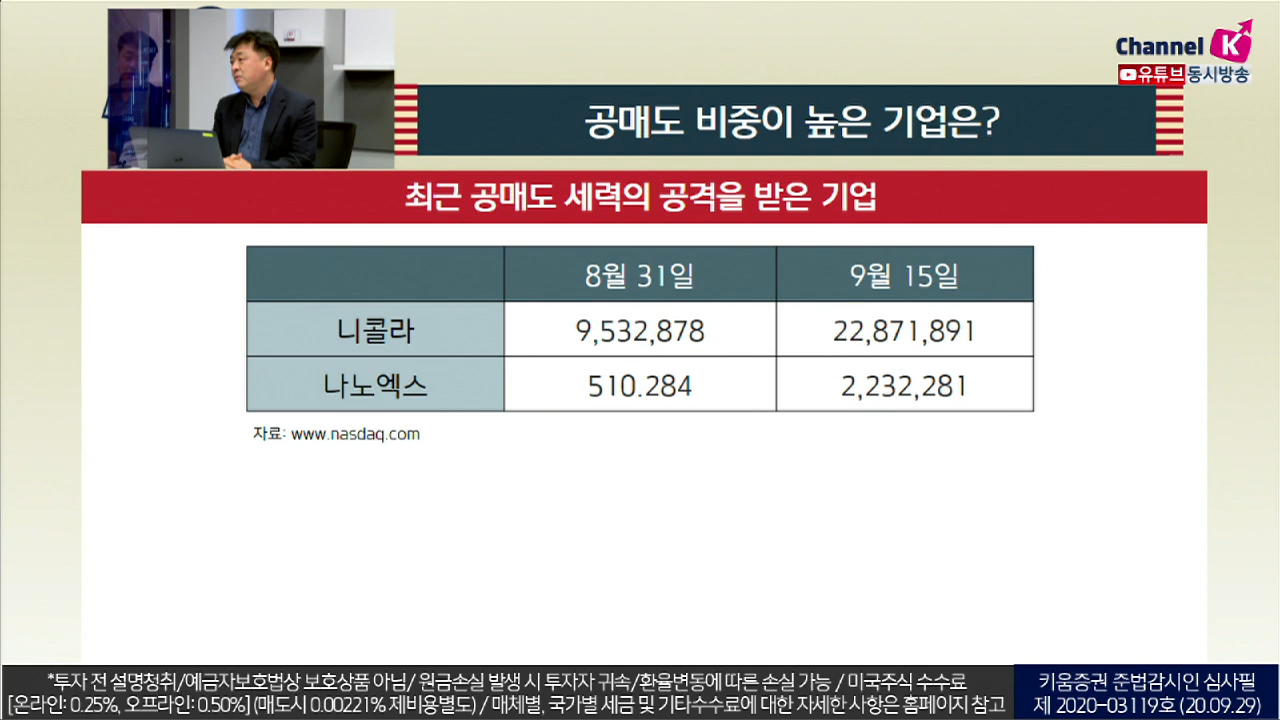 Channel K
유튜브 동시방송
공매도 비중이 높은 기업은?
최근 공매도 세력의 공격을 받은 기업
8월 31일 9월 15일
니콜라 9,532,878 22,871,891
나노엑스 510.284 2,232,281
자료: www.nasdaq.com
*투자 전 설명청취/예금자보호법상 보호상품 아님/ 원금손실 발생 시 투자자 귀속/환율변동에 따른 손실 가능 / 미국주식 수수료
[온라인: 0.25%, 오프라인: 0.50%] (매도시 0.00221% 제비용별도) / 매체별, 국가별 세금 및 기타수수료에 대한 자세한 사항은 홈페이지 참고
키움증권 준법감시인 심사필
제 2020-03119호 (20.09.29)